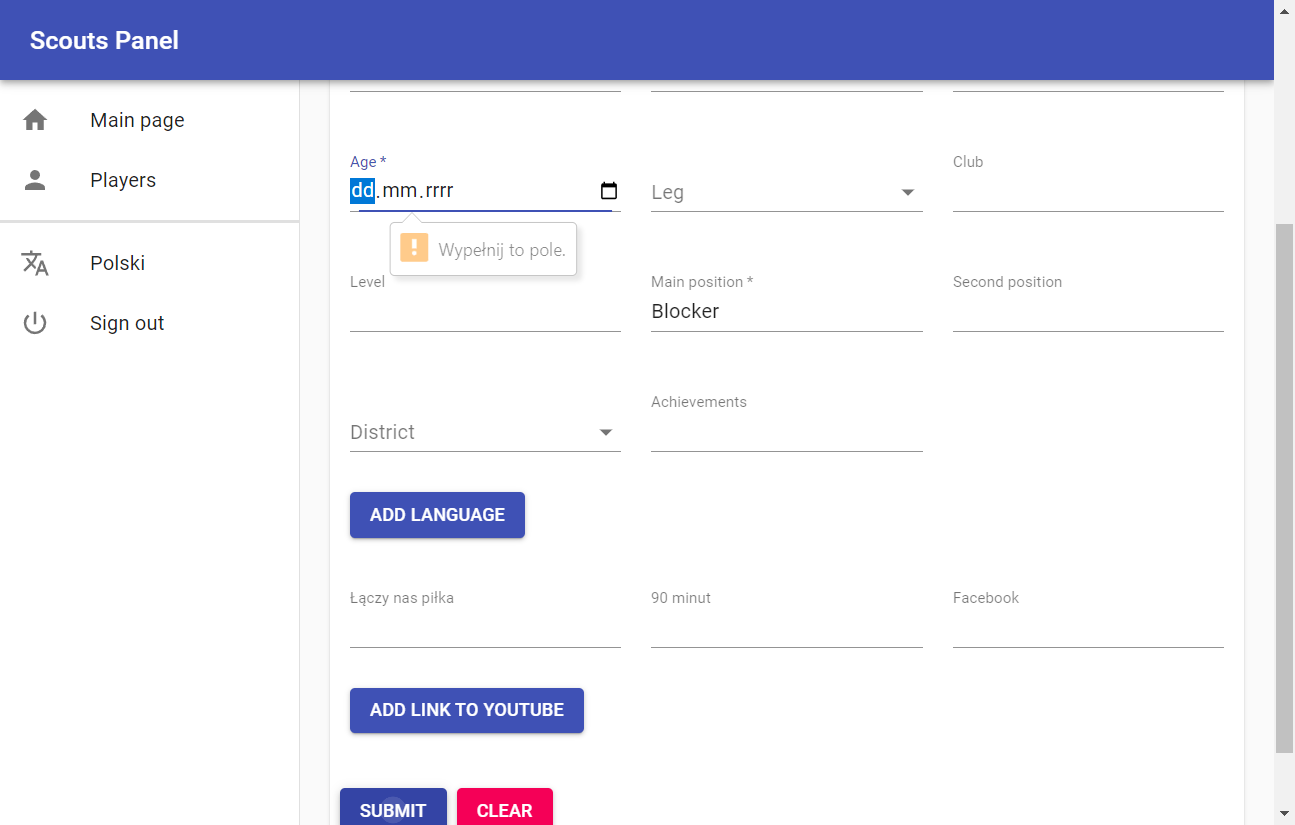 Scouts Panel
Main page
Players
Polski
Sign out
Age *
Club
dd.mm.rrrr
Leg
Wypełnij to pole.
Level
Main position *
Second position
Blocker
Achievements
District
ADD LANGUAGE
Łączy nas piłka
90 minut
Facebook
ADD LINK TO YOUTUBE
SUBMIT
CLEAR